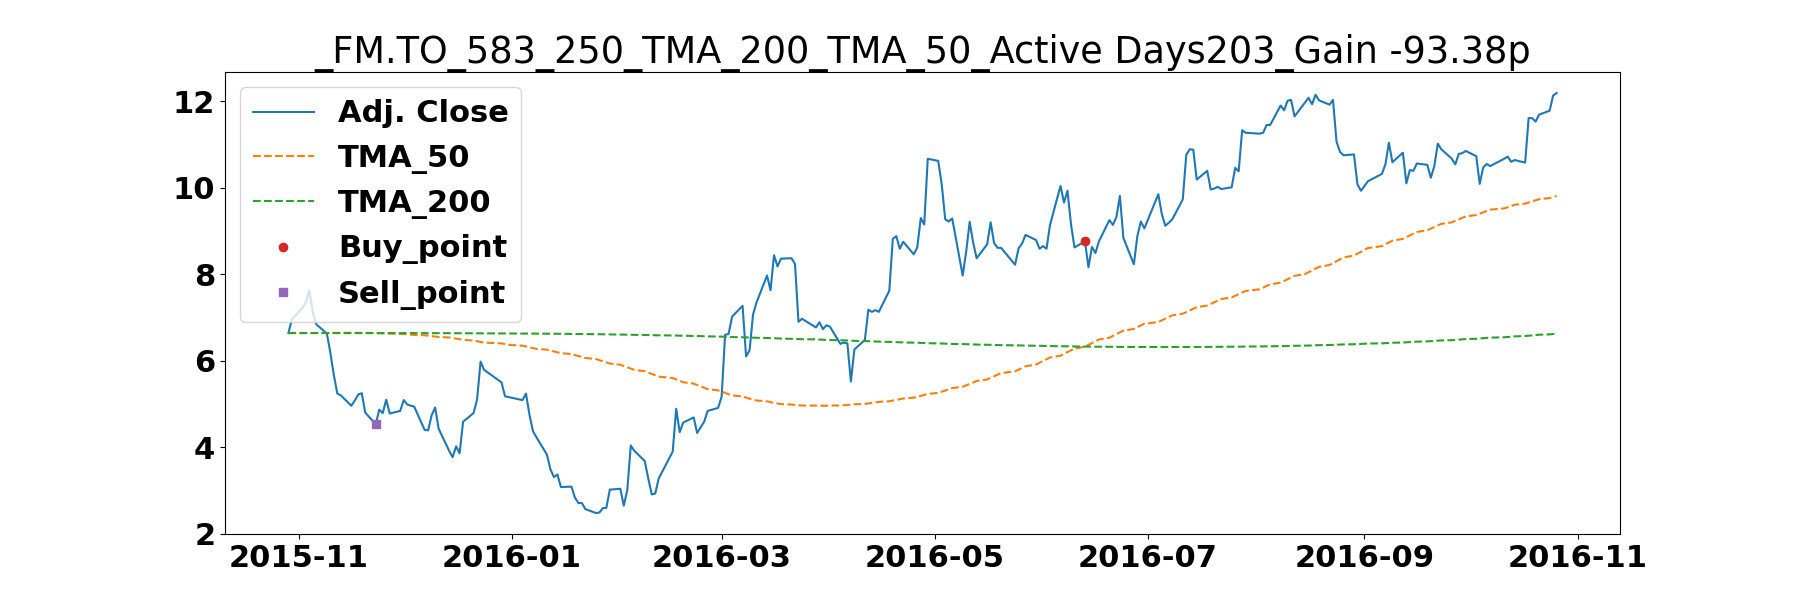 _FM.TO_583_250_TMA_200_TMA_50_Active Days203_Gain -93.38p
Adj. Close
TMA_50
TMA_200
Buy_point
Sell_point
12
10
8
6
4
2
2015-11 2016-01 2016-03 2016-05 2016-07 2016-09 2016-11